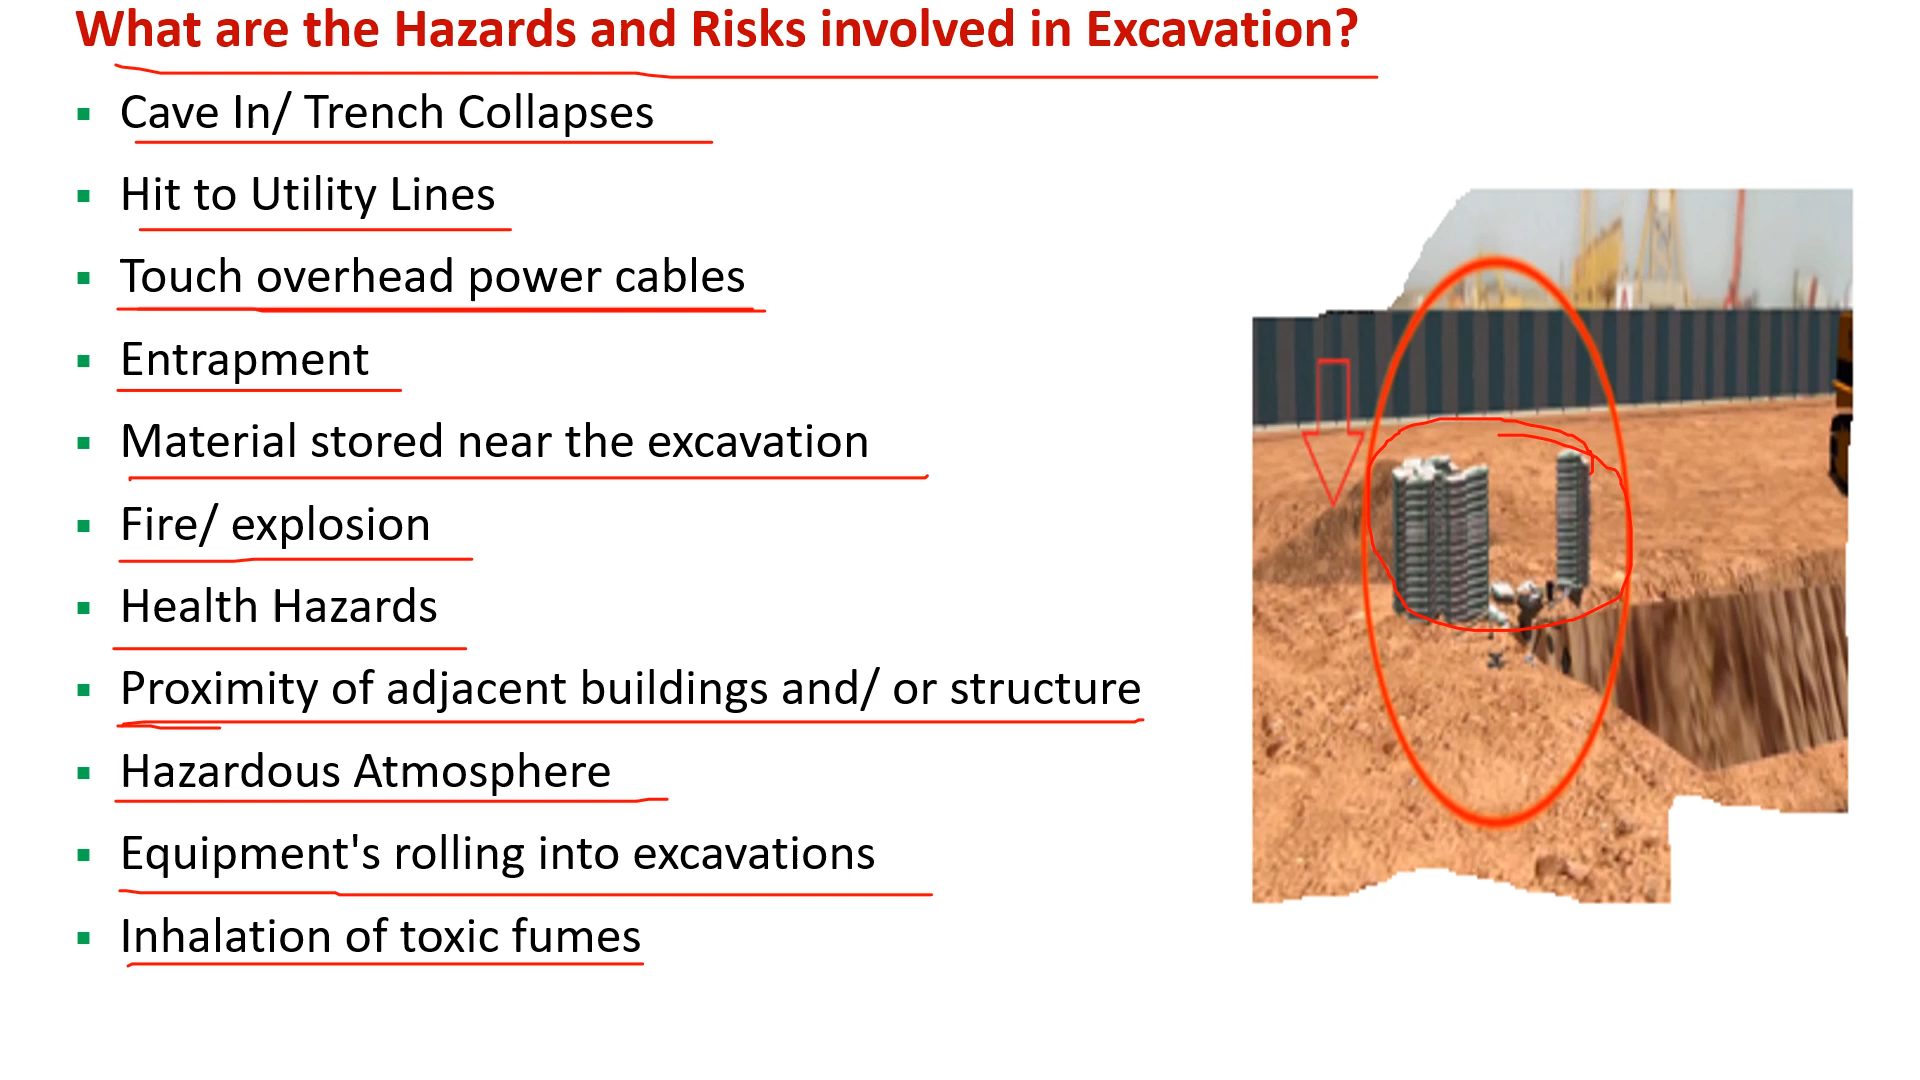 What are the Hazards and Risks involved in Excavation?
Cave In/ Trench Collapses
Hit to Utility Lines
Touch overhead power cables
Entrapment
Material stored near the excavation
Fire/ explosion
Health Hazards
Proximity of adjacent buildings and/ or structure
Hazardous Atmosphere
Equipment's rolling into excavations
Inhalation of toxic fumes